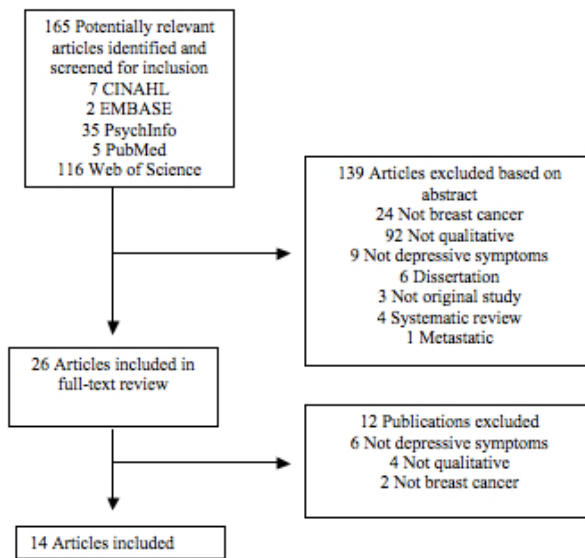 165 Potentially relevant
articles identified and
screened for inclusion
7 CINAHL
2 EMBASE
35 PsychInfo
5 PubMed
116 Web of Science
139 Articles excluded based on
abstract
24 Not breast cancer
92 Not qualitative
9 Not depressive symptoms
6 Dissertation
3 Not original study
4 Systematic review
1 Metastatic
26 Articles included in
full-text review
12 Publications excluded
6 Not depressive symptoms
4 Not qualitative
2 Not breast cancer
14 Articles included